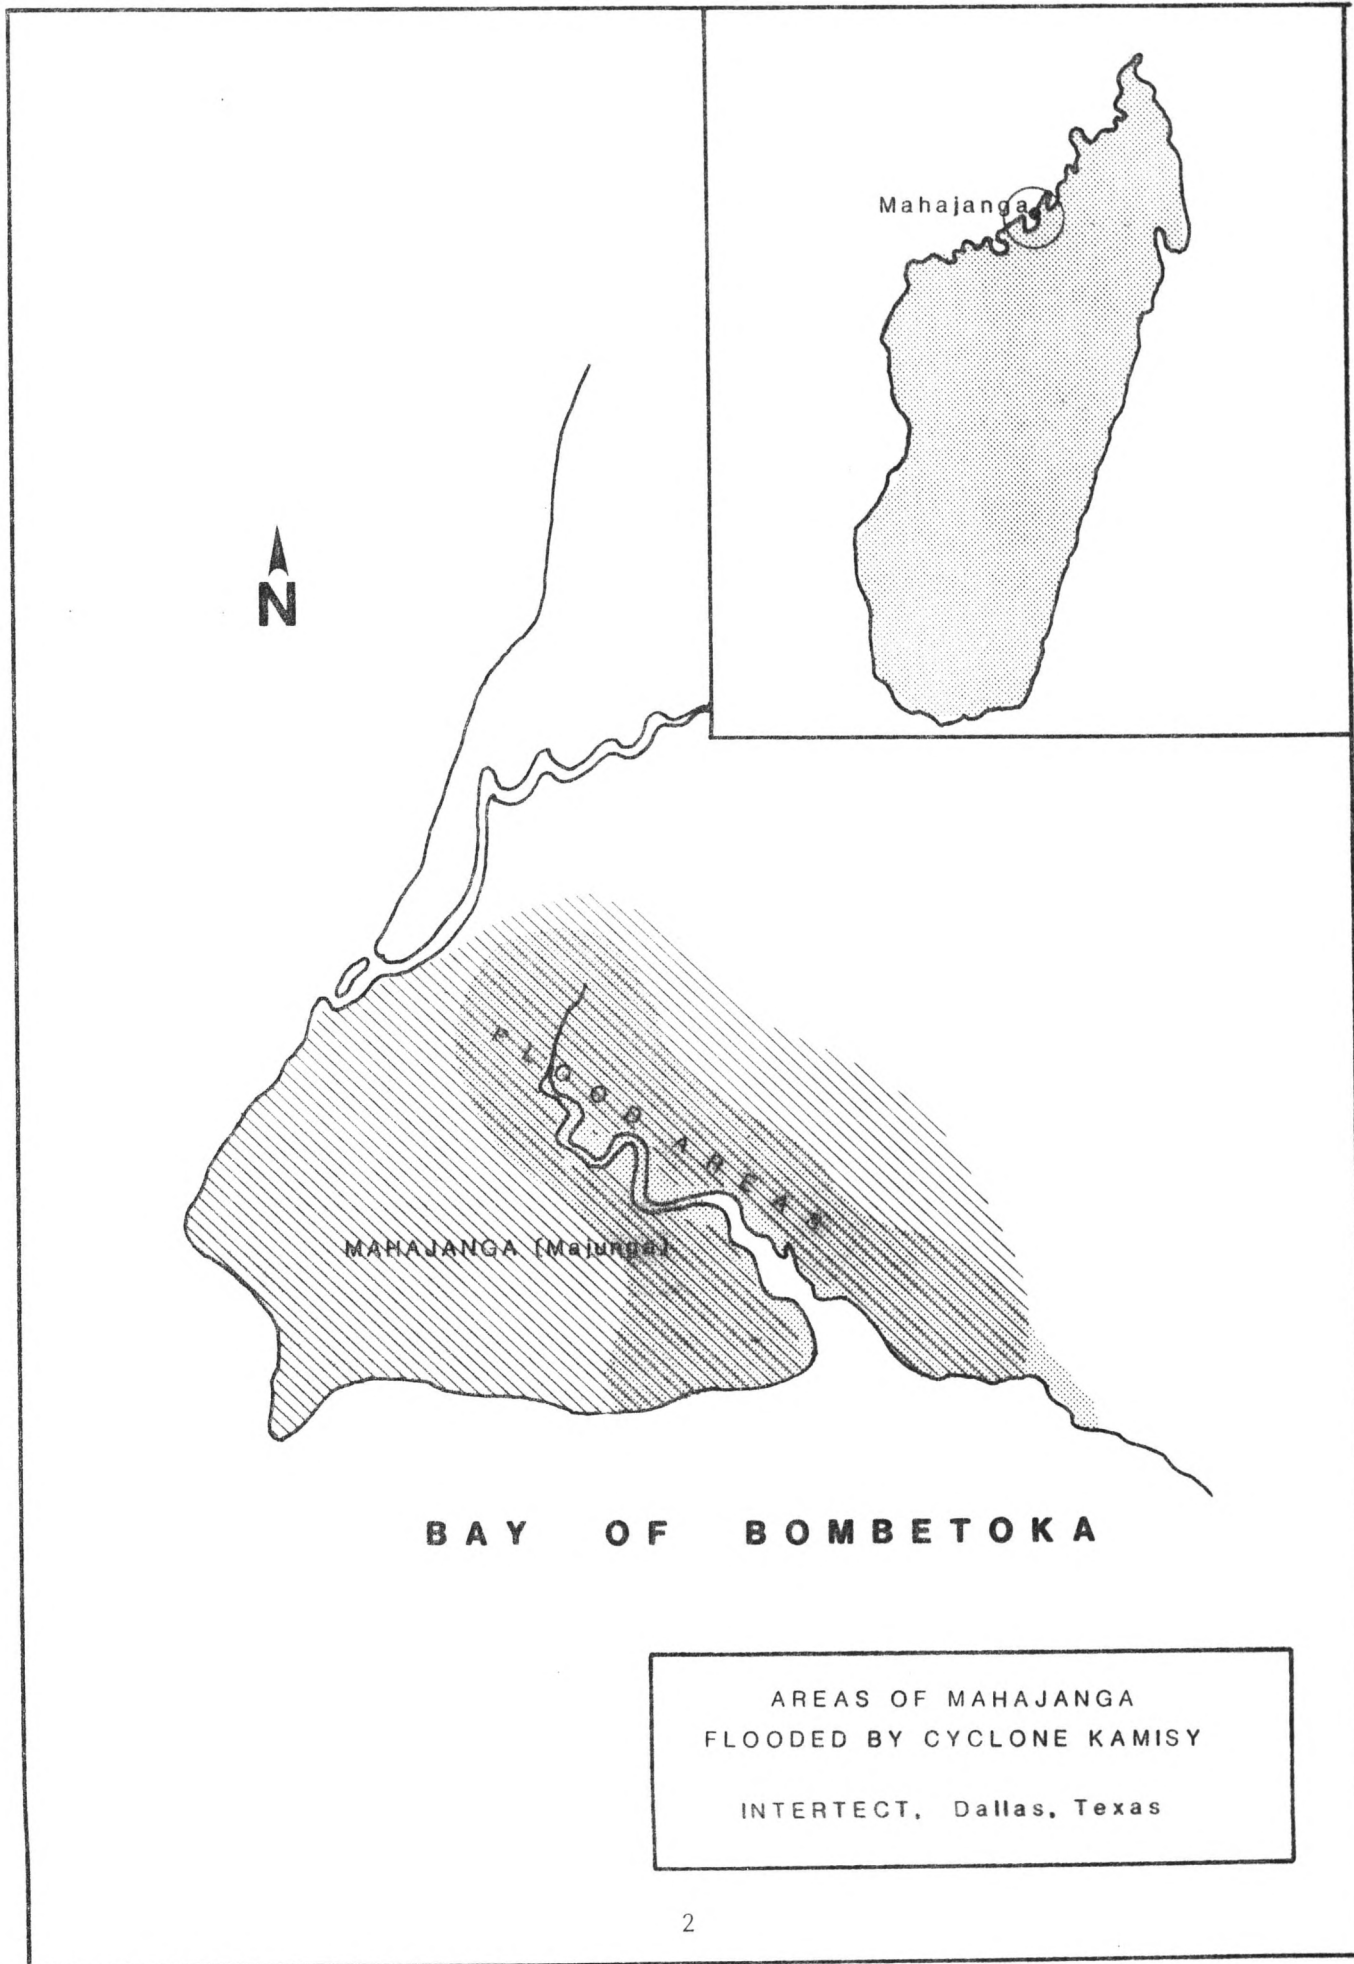 Mahajanga
N
FLOOD AREAS
MAHAJANGA (Majunga)
BAY OF BOMBETOKA
AREAS OF MAHAJANGA
FLOODED BY CYCLONE KAMISY
INTERTECT, Dallas, Texas
2